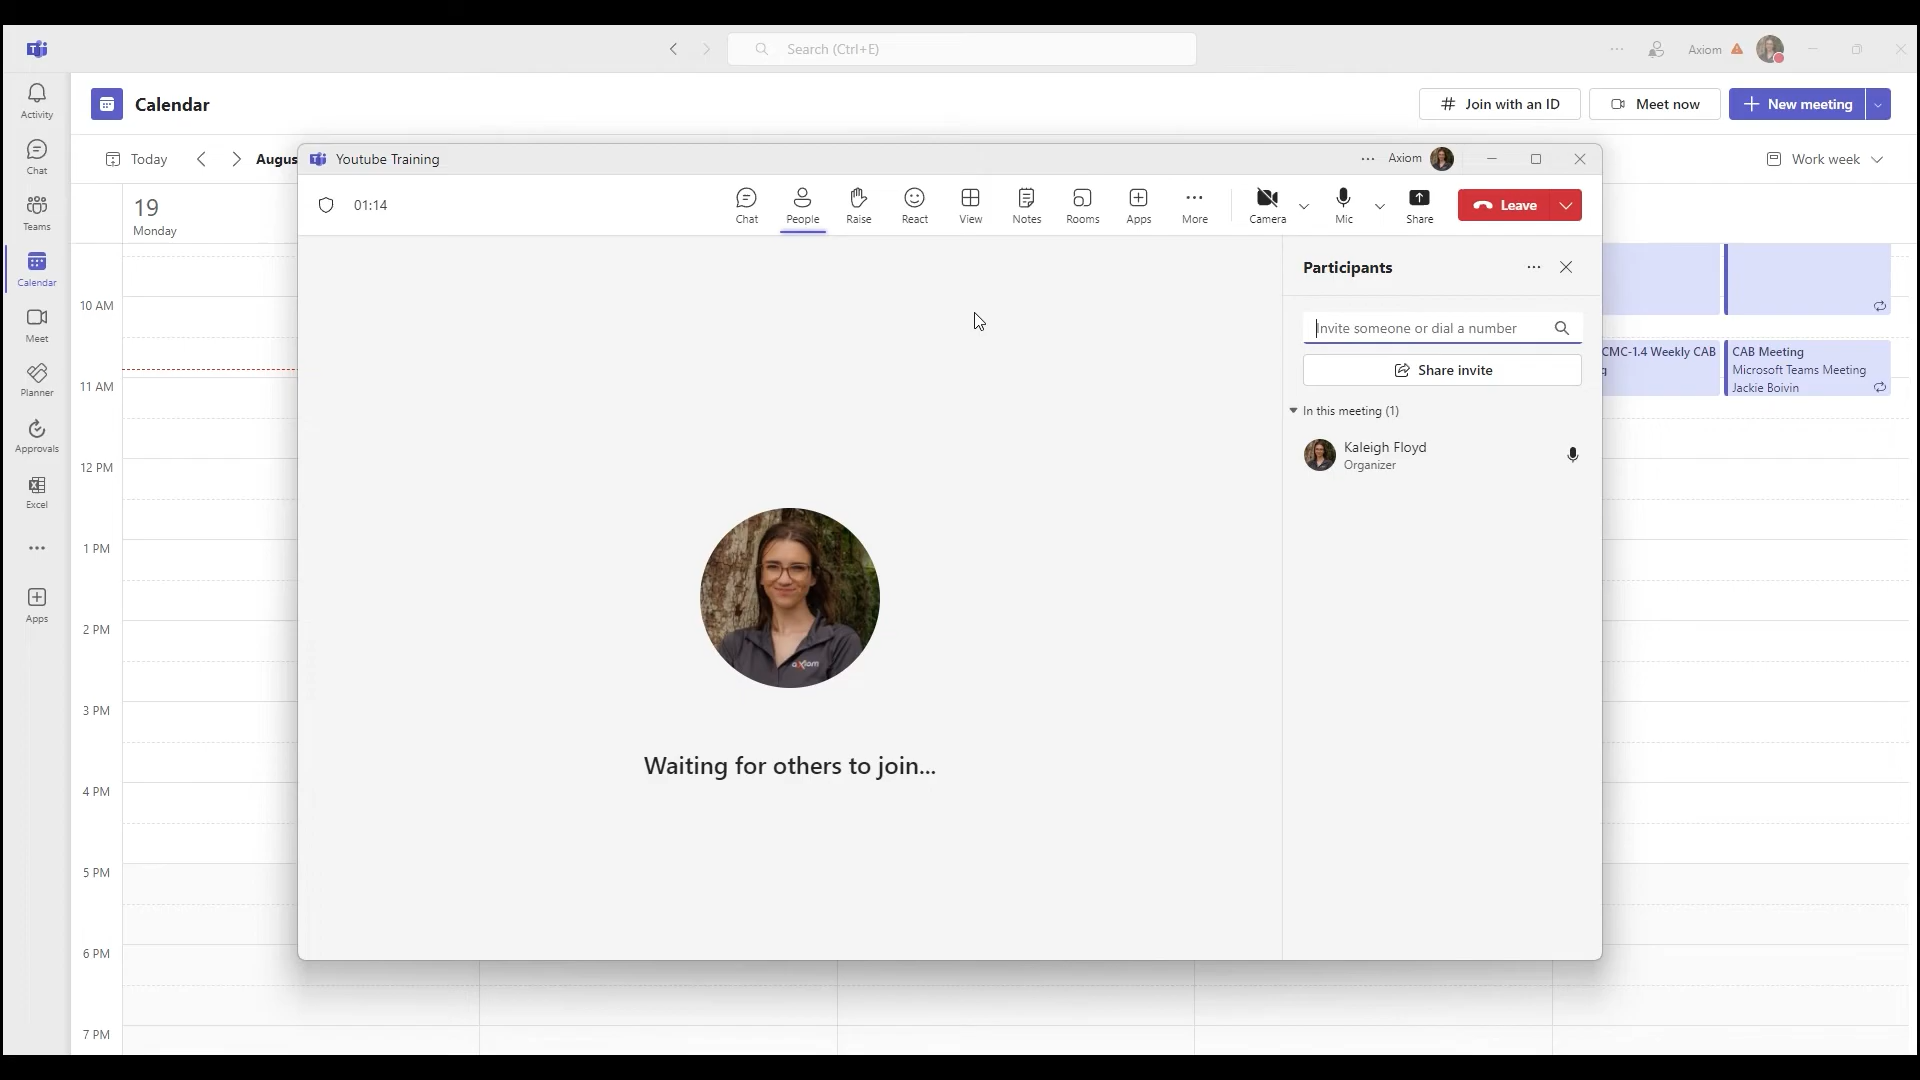 Search (Ctrl+E)
Axiom
Activity
Chat
Teams
Calendar
Meet
Planner
Approvals
Excel
Apps
Calendar
Join with an ID
Meet now
New meeting
Today
Augus
Work week
19
Monday
10 AM
11 AM
12 PM
1 PM
2 PM
3 PM
4 PM
5 PM
6 PM
7 PM
Youtube Training
Axiom
01:14
Chat
People
Raise
React
View
Notes
Rooms
Apps
More
Camera
Mic
Share
Leave
Waiting for others to join...
axiom
Participants
Invite someone or dial a number
Share invite
In this meeting (1)
Kaleigh Floyd
Organizer
CMC-1.4 Weekly CAB
CAB Meeting
Microsoft Teams Meeting
Jackie Boivin